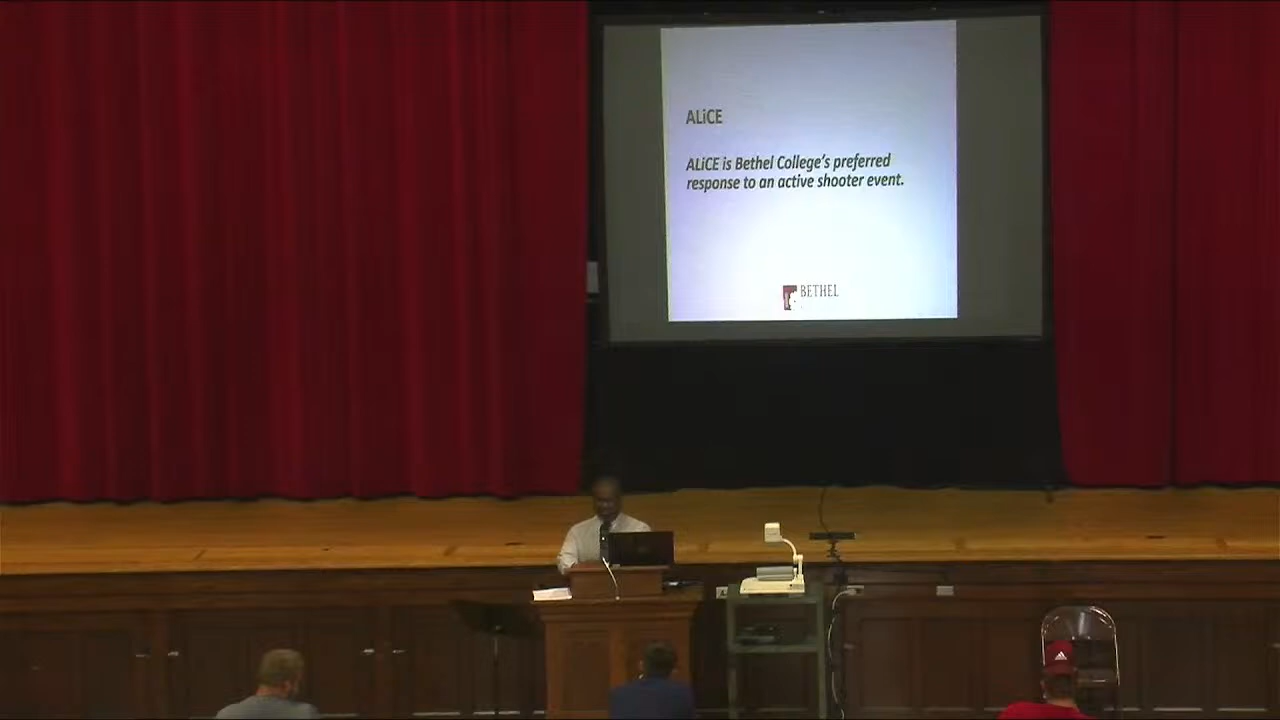 ALiCE
ALiCE is Bethel College's preferred
response to an active shooter event.
BETHEL